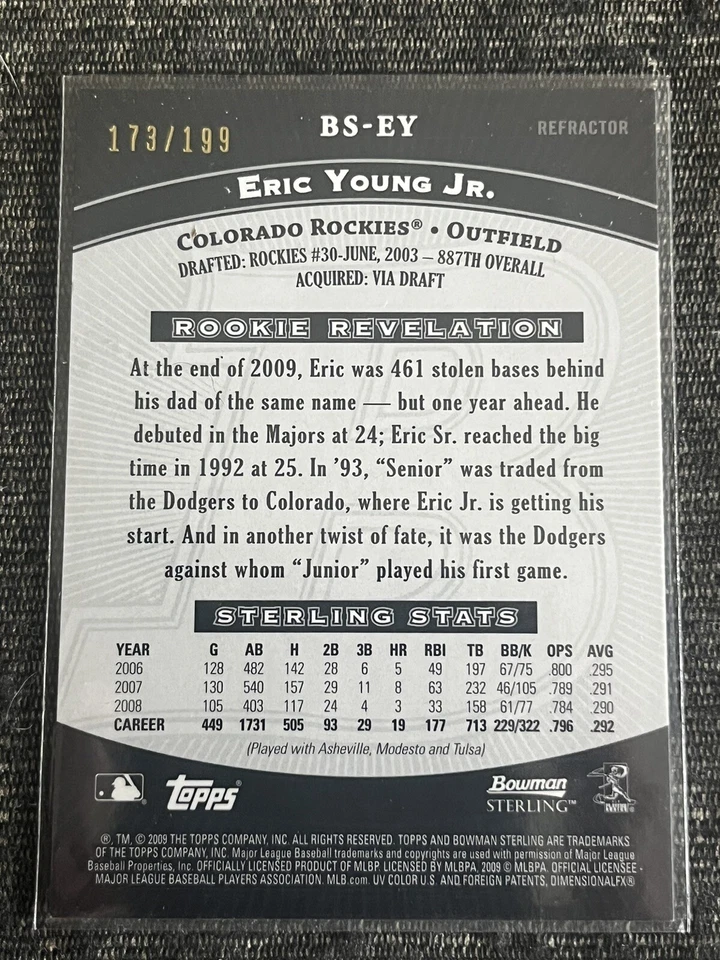 173/199
BS-EY
REFRACTOR
ERIC YOUNG JR.
COLORADO ROCKIES® • OUTFIELD
DRAFTED: ROCKIES #30-JUNE, 2003 – 887TH OVERALL
ACQUIRED: VIA DRAFT
ROOKIE REVELATION
At the end of 2009, Eric was 461 stolen bases behind
his dad of the same name — but one year ahead. He
debuted in the Majors at 24; Eric Sr. reached the big
time in 1992 at 25. In ’93, “Senior” was traded from
the Dodgers to Colorado, where Eric Jr. is getting his
start. And in another twist of fate, it was the Dodgers
against whom “Junior” played his first game.
STERLING STATS
YEAR G AB H 2B 3B HR RBI TB BB/K OPS AVG
2006 128 482 142 28 6 5 49 197 67/75 .800 .295
2007 130 540 157 29 11 8 63 232 46/105 .789 .291
2008 105 403 117 24 4 3 33 158 61/77 .784 .290
CAREER 449 1731 505 93 29 19 177 713 229/322 .796 .292
(Played with Asheville, Modesto and Tulsa)
Topps®
Bowman
STERLING™
®, TM, © 2009 THE TOPPS COMPANY, INC. ALL RIGHTS RESERVED. TOPPS AND BOWMAN STERLING ARE TRADEMARKS
OF THE TOPPS COMPANY, INC. Major League Baseball trademarks and copyrights are used with permission of Major League
Baseball Properties, Inc. OFFICIALLY LICENSED PRODUCT OF MLBP. LICENSED BY MLBPA, 2009 © MLBPA. OFFICIAL LICENSEE -
MAJOR LEAGUE BASEBALL PLAYERS ASSOCIATION. MLB.com. UV COLOR U.S. AND FOREIGN PATENTS, DIMENSIONALFX®